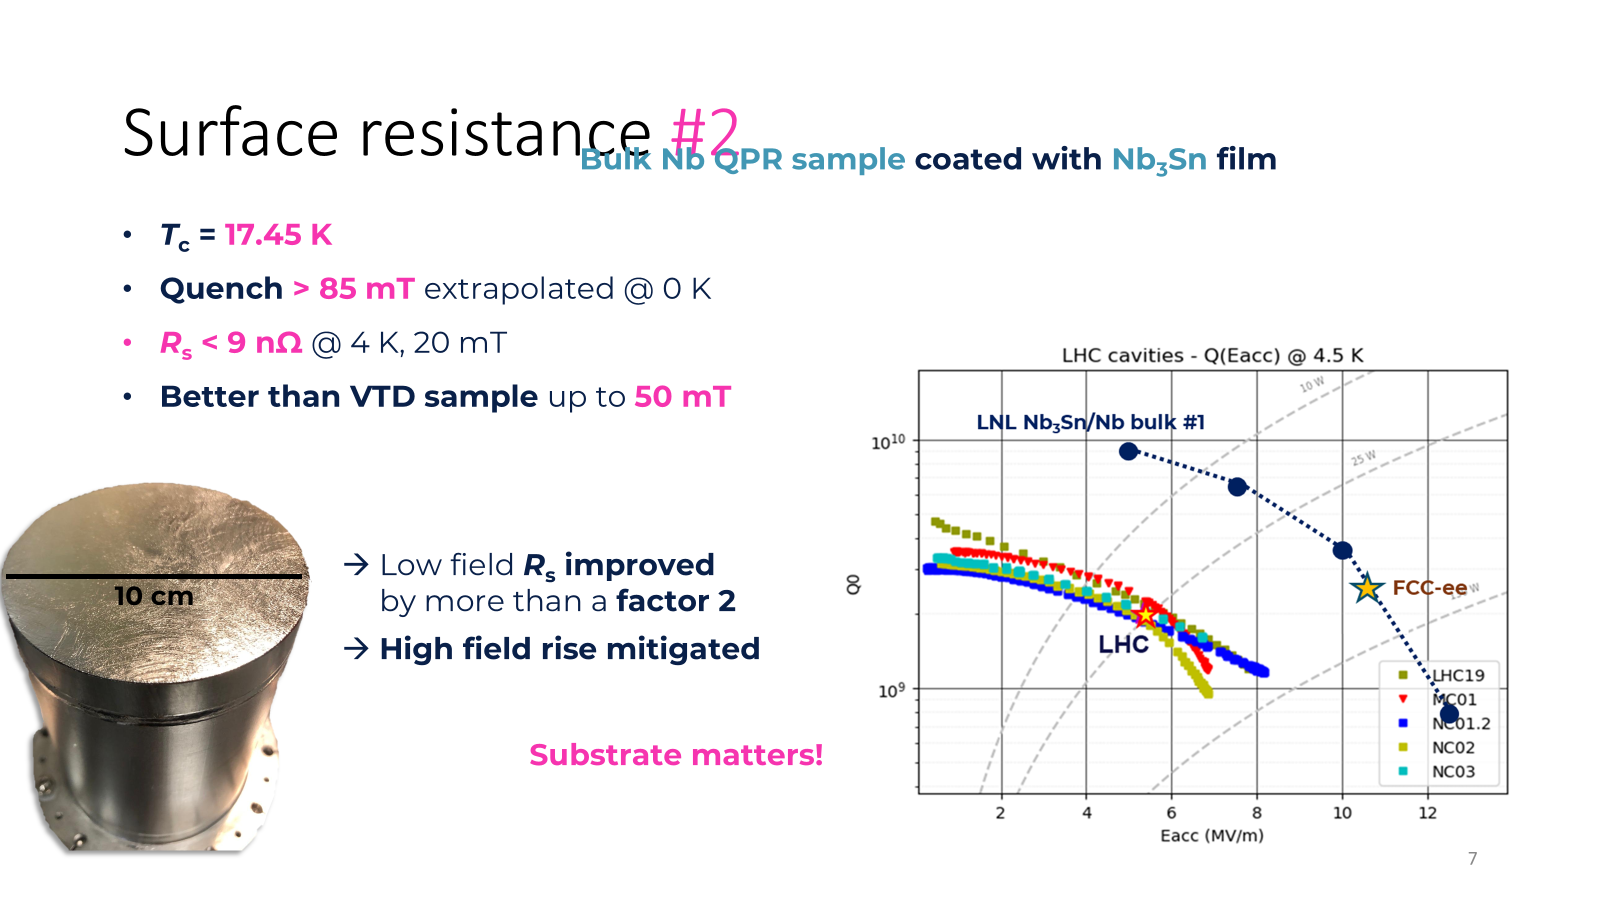 Surface resistance #2
Bulk Nb QPR sample coated with Nb₃Sn film
• Tc = 17.45 K
• Quench > 85 mT extrapolated @ 0 K
• Rs < 9 nΩ @ 4 K, 20 mT
• Better than VTD sample up to 50 mT
10 cm
→ Low field Rs improved
by more than a factor 2
→ High field rise mitigated
Substrate matters!
LHC cavities - Q(Eacc) @ 4.5 K
10 W
LNL Nb₃Sn/Nb bulk #1
10¹⁰
25 W
Q0
FCC-ee
LHC
10⁹
LHC19
MC01
NC01.2
NC02
NC03
2 4 6 8 10 12
Eacc (MV/m)
7